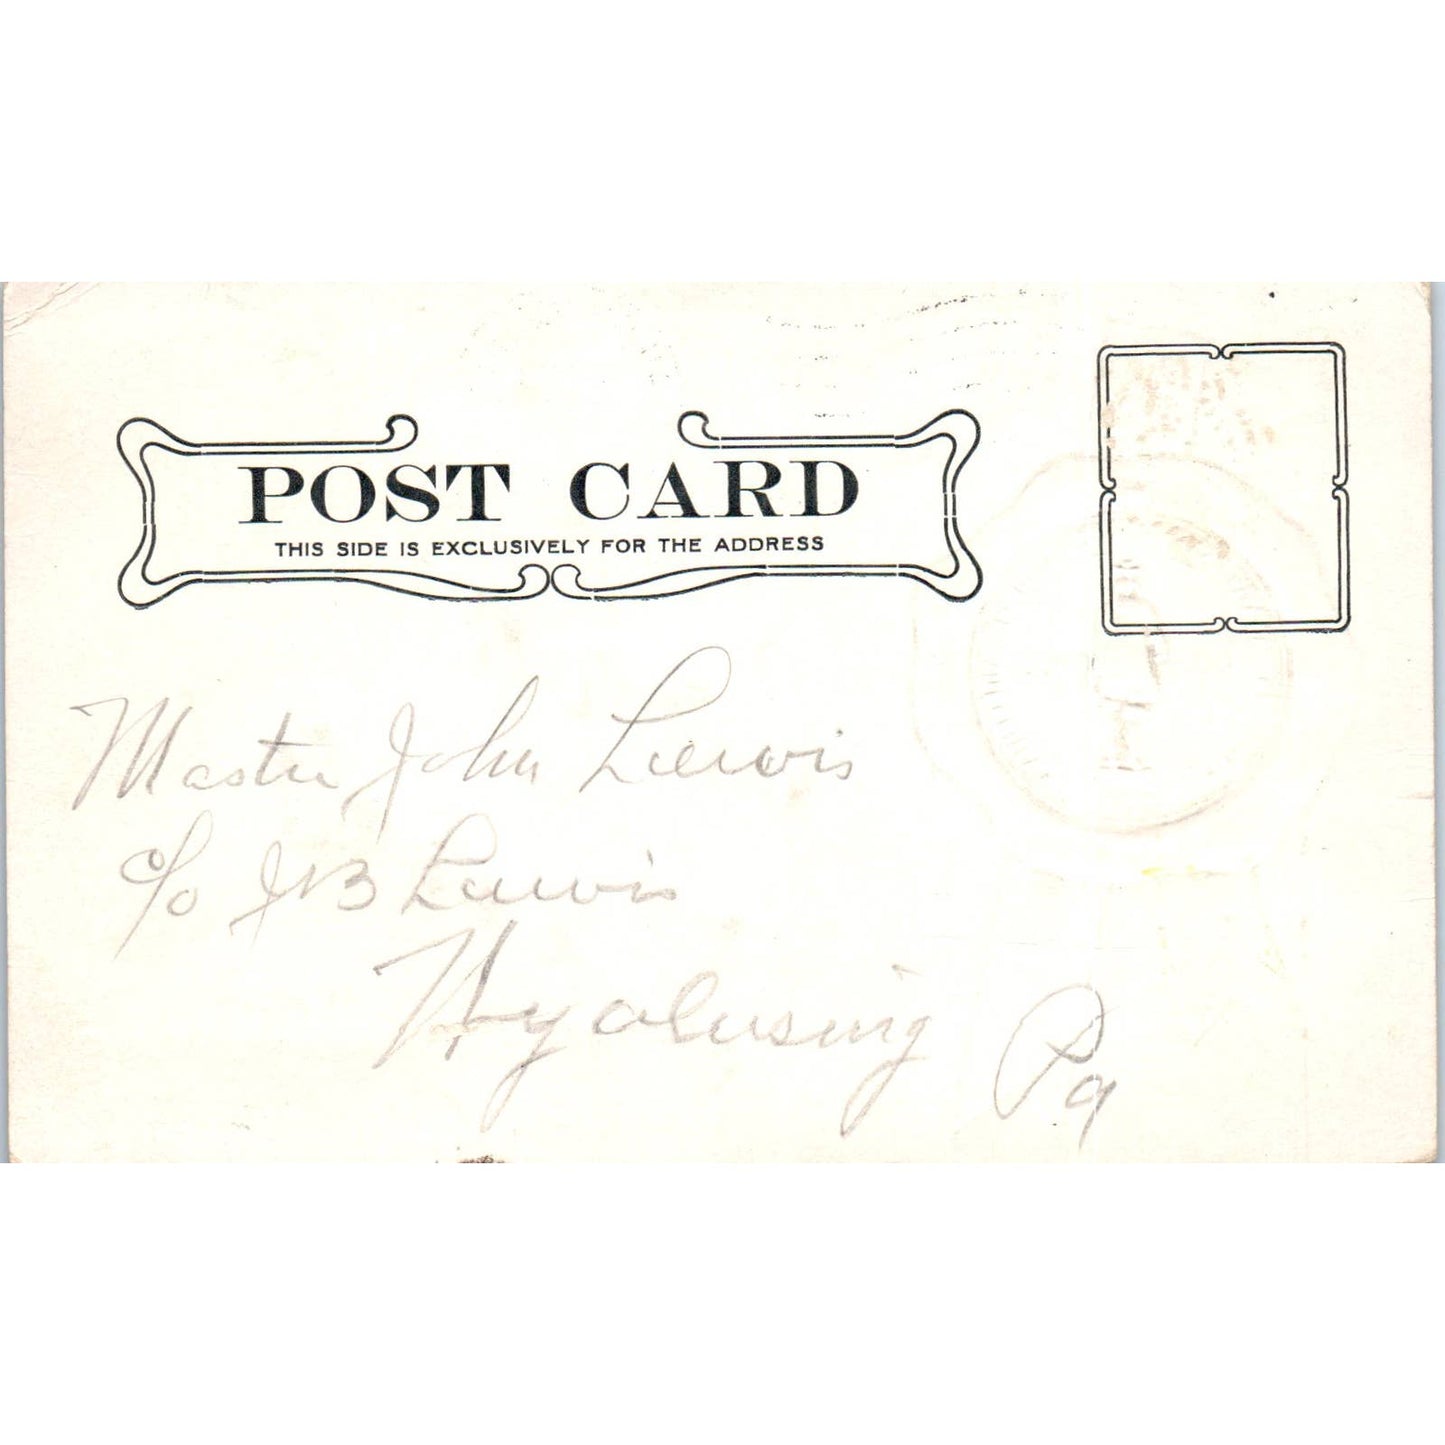 POST CARD
THIS SIDE IS EXCLUSIVELY FOR THE ADDRESS
Master John Lewis
c/o J B Lewis
Wyalusing Pa